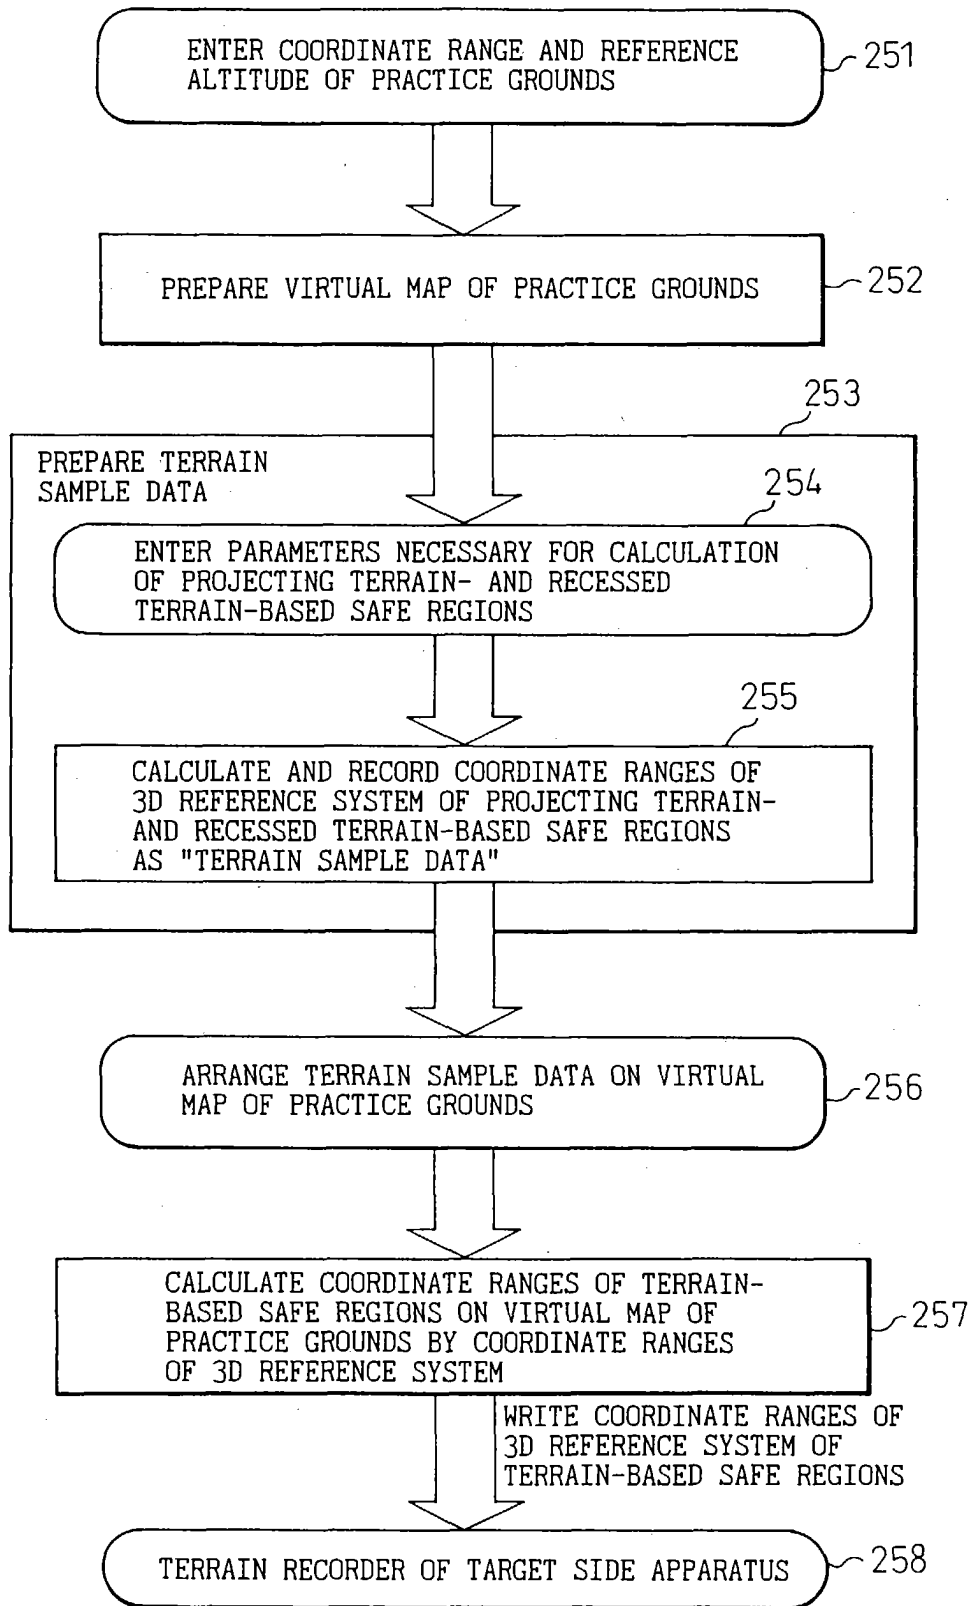 ENTER COORDINATE RANGE AND REFERENCE
ALTITUDE OF PRACTICE GROUNDS
251
PREPARE VIRTUAL MAP OF PRACTICE GROUNDS
252
253
PREPARE TERRAIN
SAMPLE DATA
254
ENTER PARAMETERS NECESSARY FOR CALCULATION
OF PROJECTING TERRAIN- AND RECESSED
TERRAIN-BASED SAFE REGIONS
255
CALCULATE AND RECORD COORDINATE RANGES OF
3D REFERENCE SYSTEM OF PROJECTING TERRAIN-
AND RECESSED TERRAIN-BASED SAFE REGIONS
AS "TERRAIN SAMPLE DATA"
ARRANGE TERRAIN SAMPLE DATA ON VIRTUAL
MAP OF PRACTICE GROUNDS
256
CALCULATE COORDINATE RANGES OF TERRAIN-
BASED SAFE REGIONS ON VIRTUAL MAP OF
PRACTICE GROUNDS BY COORDINATE RANGES
OF 3D REFERENCE SYSTEM
257
WRITE COORDINATE RANGES OF
3D REFERENCE SYSTEM OF
TERRAIN-BASED SAFE REGIONS
TERRAIN RECORDER OF TARGET SIDE APPARATUS
258